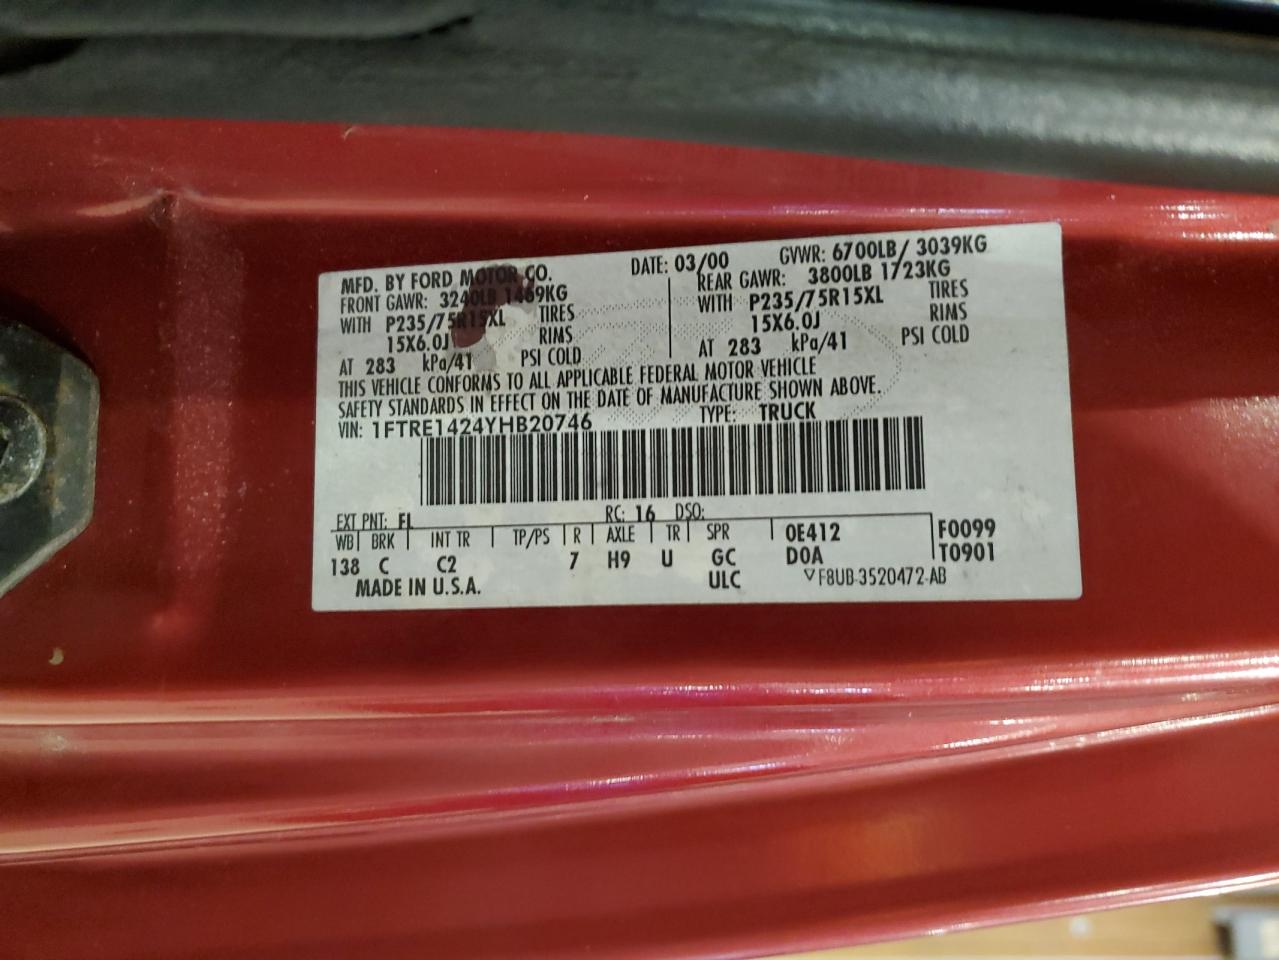 MFD. BY FORD MOTOR CO. DATE: 03/00 GVWR: 6700LB/ 3039KG
FRONT GAWR: 3240LB 1469KG REAR GAWR: 3800LB 1723KG
WITH P235/75R15XL TIRES WITH P235/75R15XL TIRES
15X6.0J RIMS 15X6.0J RIMS
AT 283 kPa/41 PSI COLD AT 283 kPa/41 PSI COLD
THIS VEHICLE CONFORMS TO ALL APPLICABLE FEDERAL MOTOR VEHICLE
SAFETY STANDARDS IN EFFECT ON THE DATE OF MANUFACTURE SHOWN ABOVE.
VIN: 1FTRE1424YHB20746 TYPE: TRUCK
EXT PNT: FL RC: 16 DSO:
WB BRK INT TR TP/PS R AXLE TR SPR 0E412 F0099
138 C C2 7 H9 U GC D0A T0901
MADE IN U.S.A. ULC ▽F8UB-3520472-AB